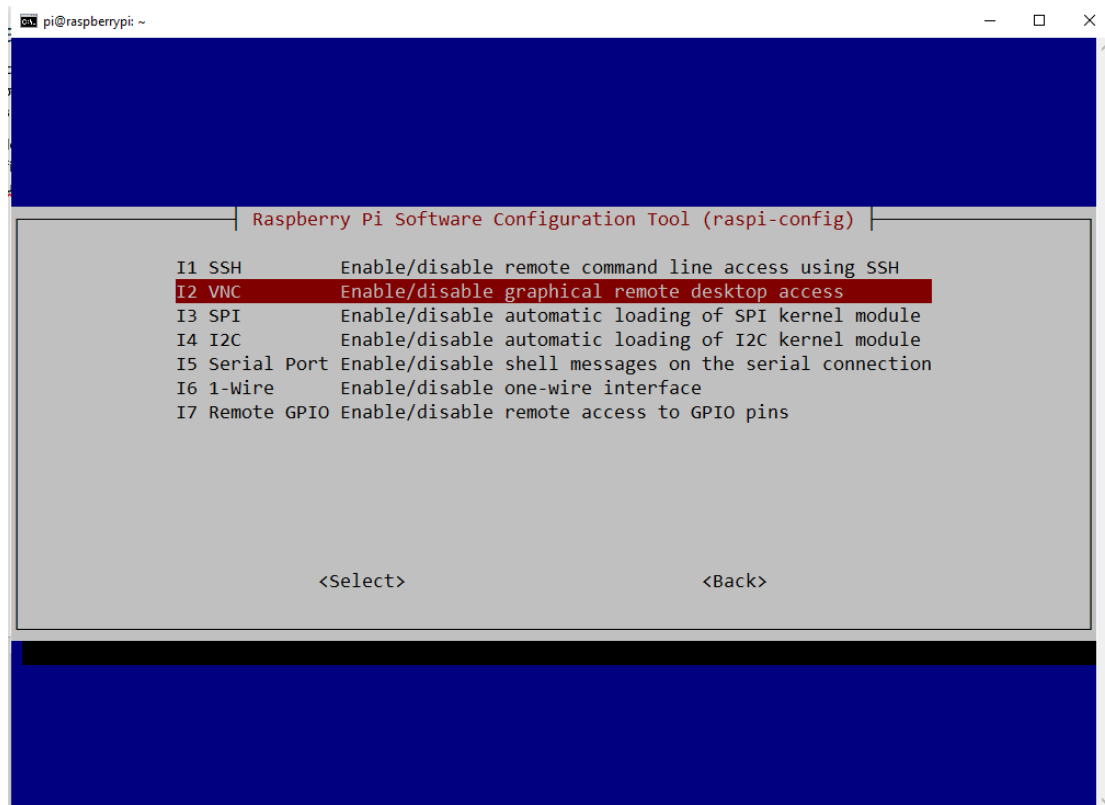 pi@raspberrypi: ~
Raspberry Pi Software Configuration Tool (raspi-config)
I1 SSH Enable/disable remote command line access using SSH
I2 VNC Enable/disable graphical remote desktop access
I3 SPI Enable/disable automatic loading of SPI kernel module
I4 I2C Enable/disable automatic loading of I2C kernel module
I5 Serial Port Enable/disable shell messages on the serial connection
I6 1-Wire Enable/disable one-wire interface
I7 Remote GPIO Enable/disable remote access to GPIO pins
<Select> <Back>